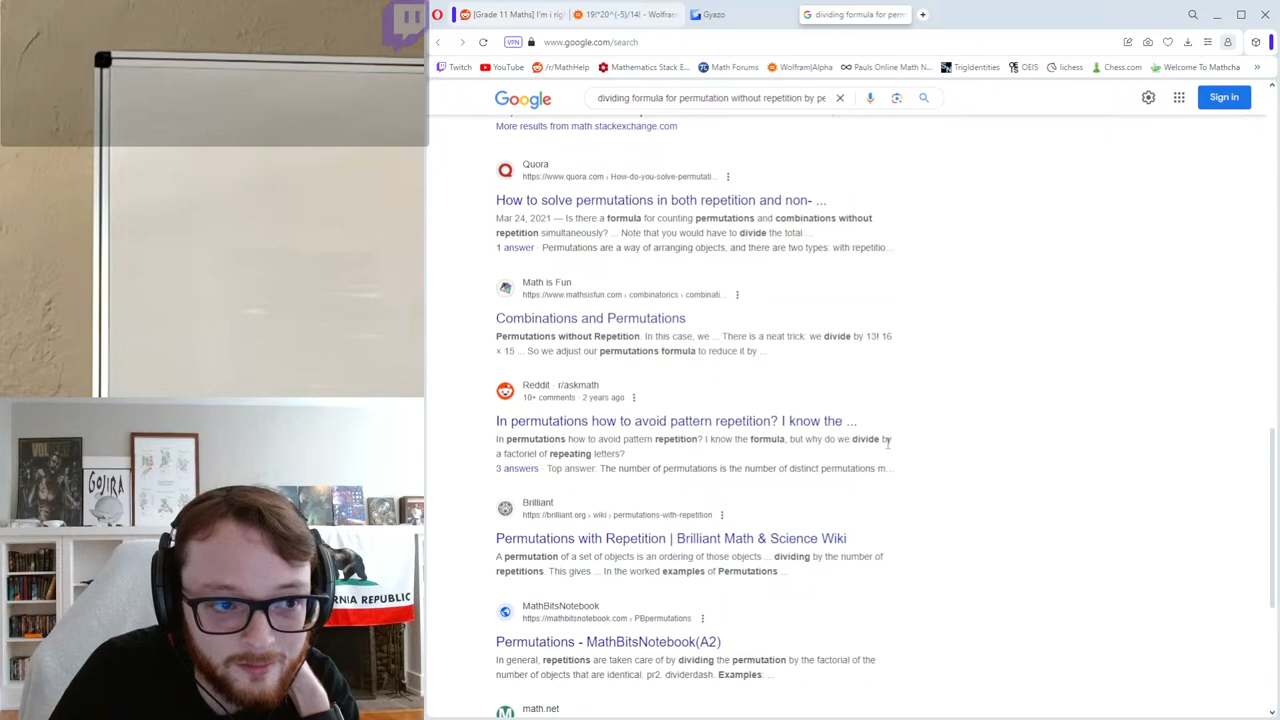 [Grade 11 Maths] I'm i rig
19!*20^(-5)/14! - Wolfram
Gyazo
dividing formula for perm
VPN
www.google.com/search
Twitch
YouTube
/r/MathHelp
Mathematics Stack E...
Math Forums
Wolfram|Alpha
Pauls Online Math N...
TrigIdentities
OEIS
lichess
Chess.com
Welcome To Mathcha
Google
dividing formula for permutation without repetition by pe
Sign in
More results from math.stackexchange.com
Quora
https://www.quora.com › How-do-you-solve-permutati...
How to solve permutations in both repetition and non- ...
Mar 24, 2021 — Is there a formula for counting permutations and combinations without
repetition simultaneously? ... Note that you would have to divide the total ...
1 answer · Permutations are a way of arranging objects, and there are two types: with repetitio...
Math is Fun
https://www.mathsisfun.com › combinatorics › combinati...
Combinations and Permutations
Permutations without Repetition. In this case, we ... There is a neat trick: we divide by 13! 16
× 15 ... So we adjust our permutations formula to reduce it by ...
Reddit · r/askmath
10+ comments · 2 years ago
In permutations how to avoid pattern repetition? I know the ...
In permutations how to avoid pattern repetition? I know the formula, but why do we divide by
a factoriel of repeating letters?
3 answers · Top answer: The number of permutations is the number of distinct permutations m...
Brilliant
https://brilliant.org › wiki › permutations-with-repetition
Permutations with Repetition | Brilliant Math & Science Wiki
A permutation of a set of objects is an ordering of those objects ... dividing by the number of
repetitions. This gives ... In the worked examples of Permutations ...
MathBitsNotebook
https://mathbitsnotebook.com › PBpermutations
Permutations - MathBitsNotebook(A2)
In general, repetitions are taken care of by dividing the permutation by the factorial of the
number of objects that are identical. pr2. dividerdash. Examples: ...
math.net
GOJIRA
RNIA REPUBLIC